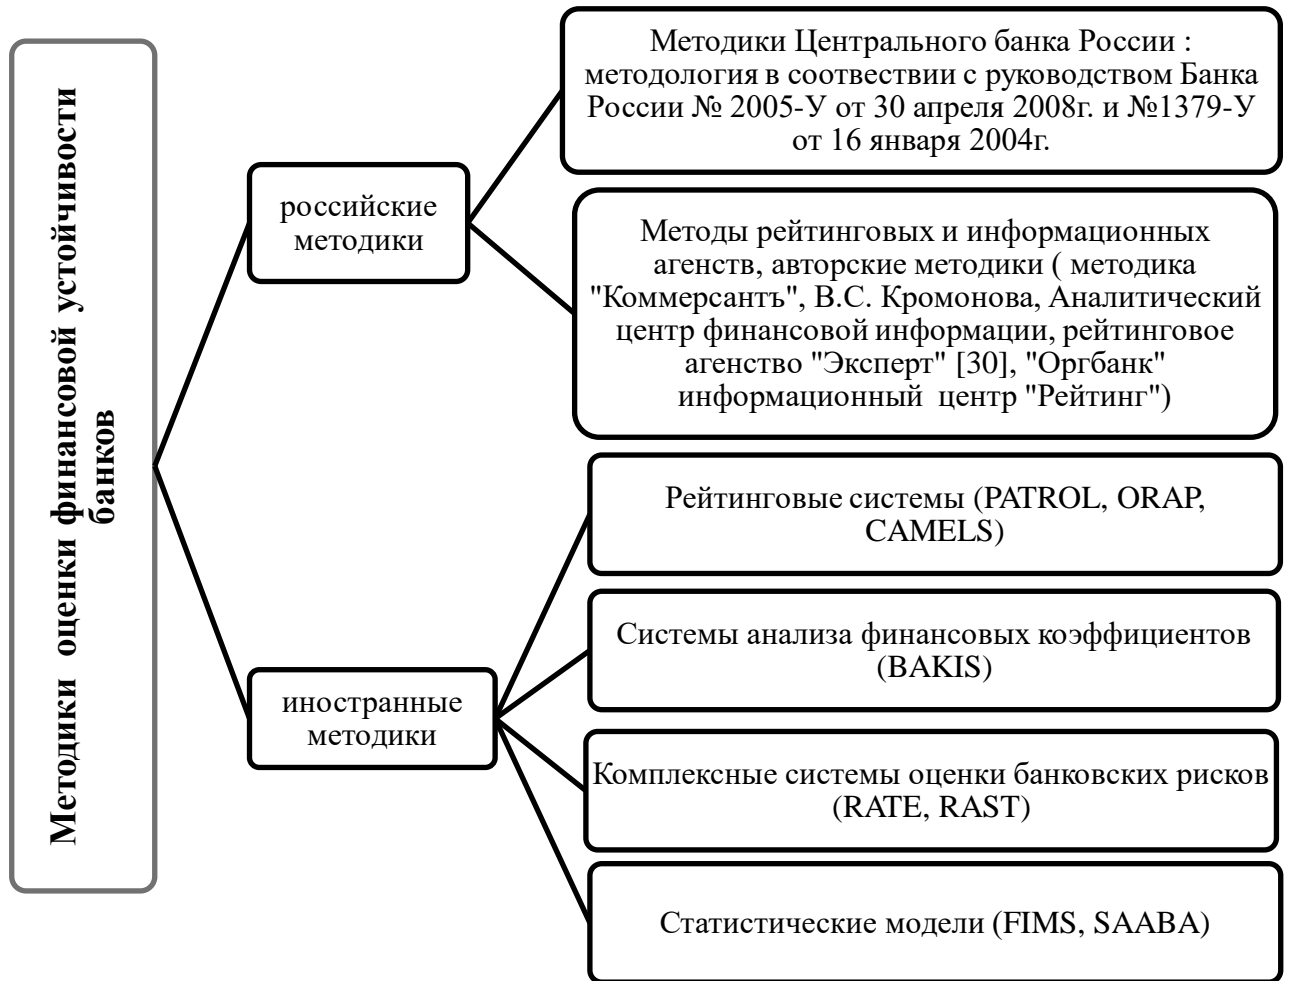 Методики оценки финансовой устойчивости
банков
российские
методики
Методики Центрального банка России :
методология в соотвествии с руководством Банка
России № 2005-У от 30 апреля 2008г. и №1379-У
от 16 января 2004г.
Методы рейтинговых и информационных
агенств, авторские методики ( методика
"Коммерсантъ", В.С. Кромонова, Аналитический
центр финансовой информации, рейтинговое
агенство "Эксперт" [30], "Оргбанк"
информационный центр "Рейтинг")
иностранные
методики
Рейтинговые системы (PATROL, ORAP,
CAMELS)
Системы анализа финансовых коэффициентов
(BAKIS)
Комплексные системы оценки банковских рисков
(RATE, RAST)
Статистические модели (FIMS, SAABA)